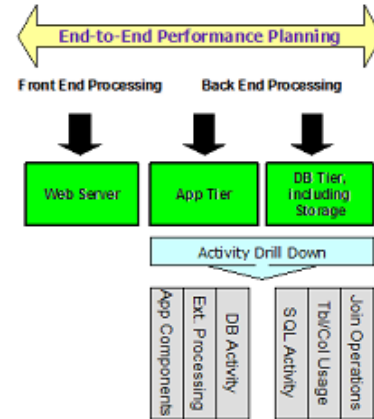 End-to-End Performance Planning
Front End Processing
Back End Processing
Web Server
App Tier
DB Tier,
including
Storage
Activity Drill Down
App Components
Ext. Processing
DB Activity
SQL Activity
Tbl/Col Usage
Join Operations